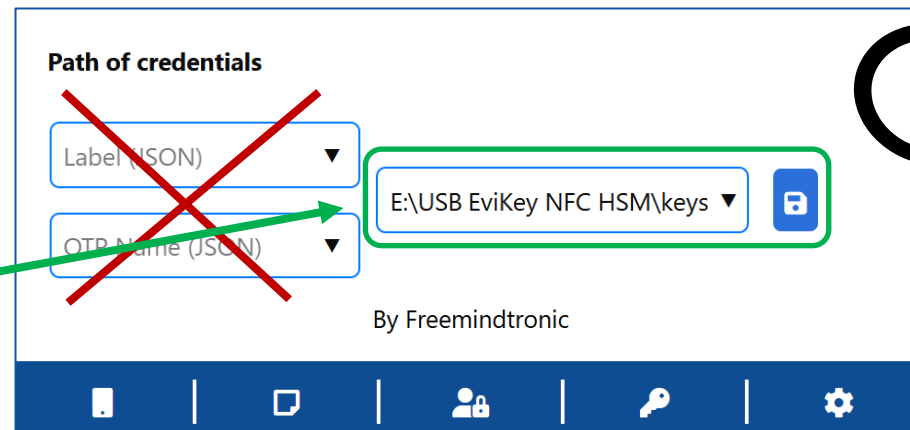 Path of credentials
Label (JSON)
E:\USB EviKey NFC HSM\keys
OTP Name (JSON)
By Freemindtronic